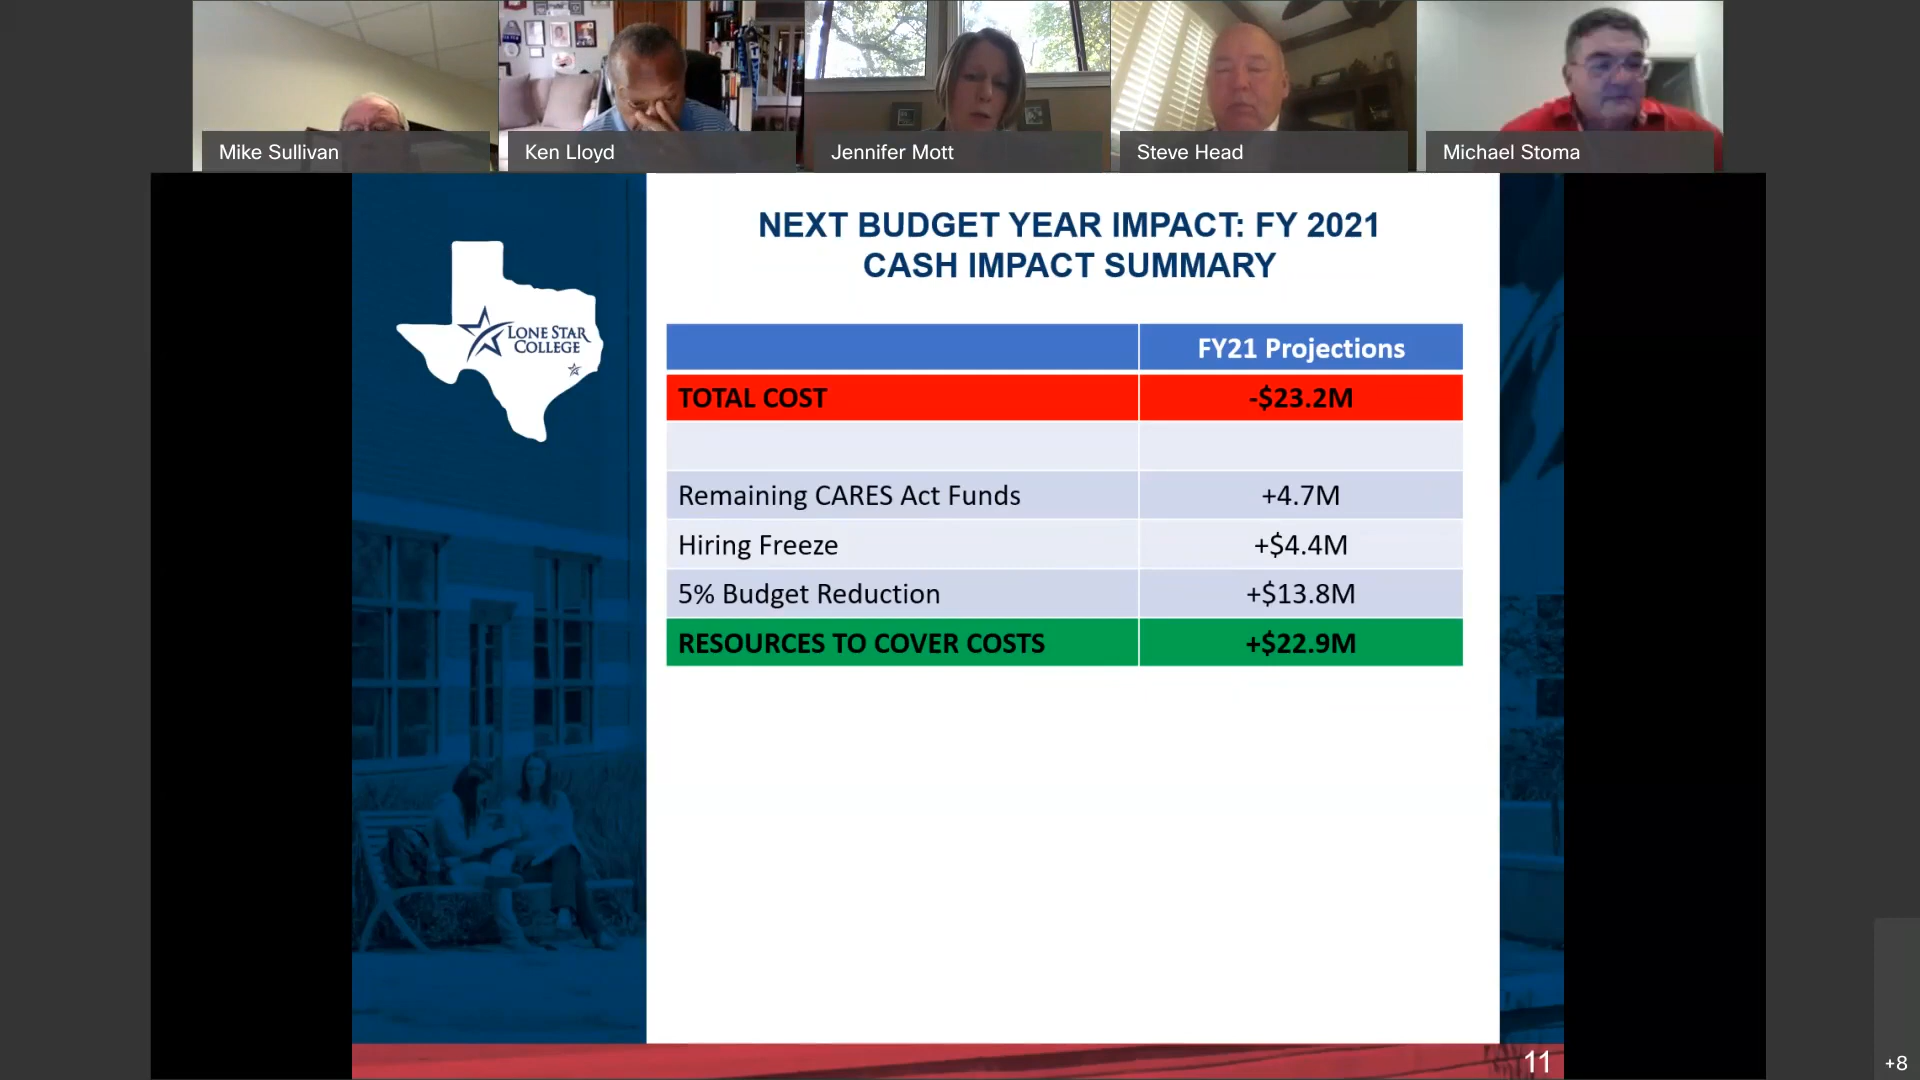 Mike Sullivan
Ken Lloyd
Jennifer Mott
Steve Head
Michael Stoma
NEXT BUDGET YEAR IMPACT: FY 2021
CASH IMPACT SUMMARY
LONE STAR
COLLEGE
FY21 Projections
TOTAL COST -$23.2M
Remaining CARES Act Funds +4.7M
Hiring Freeze +$4.4M
5% Budget Reduction +$13.8M
RESOURCES TO COVER COSTS +$22.9M
11
+8